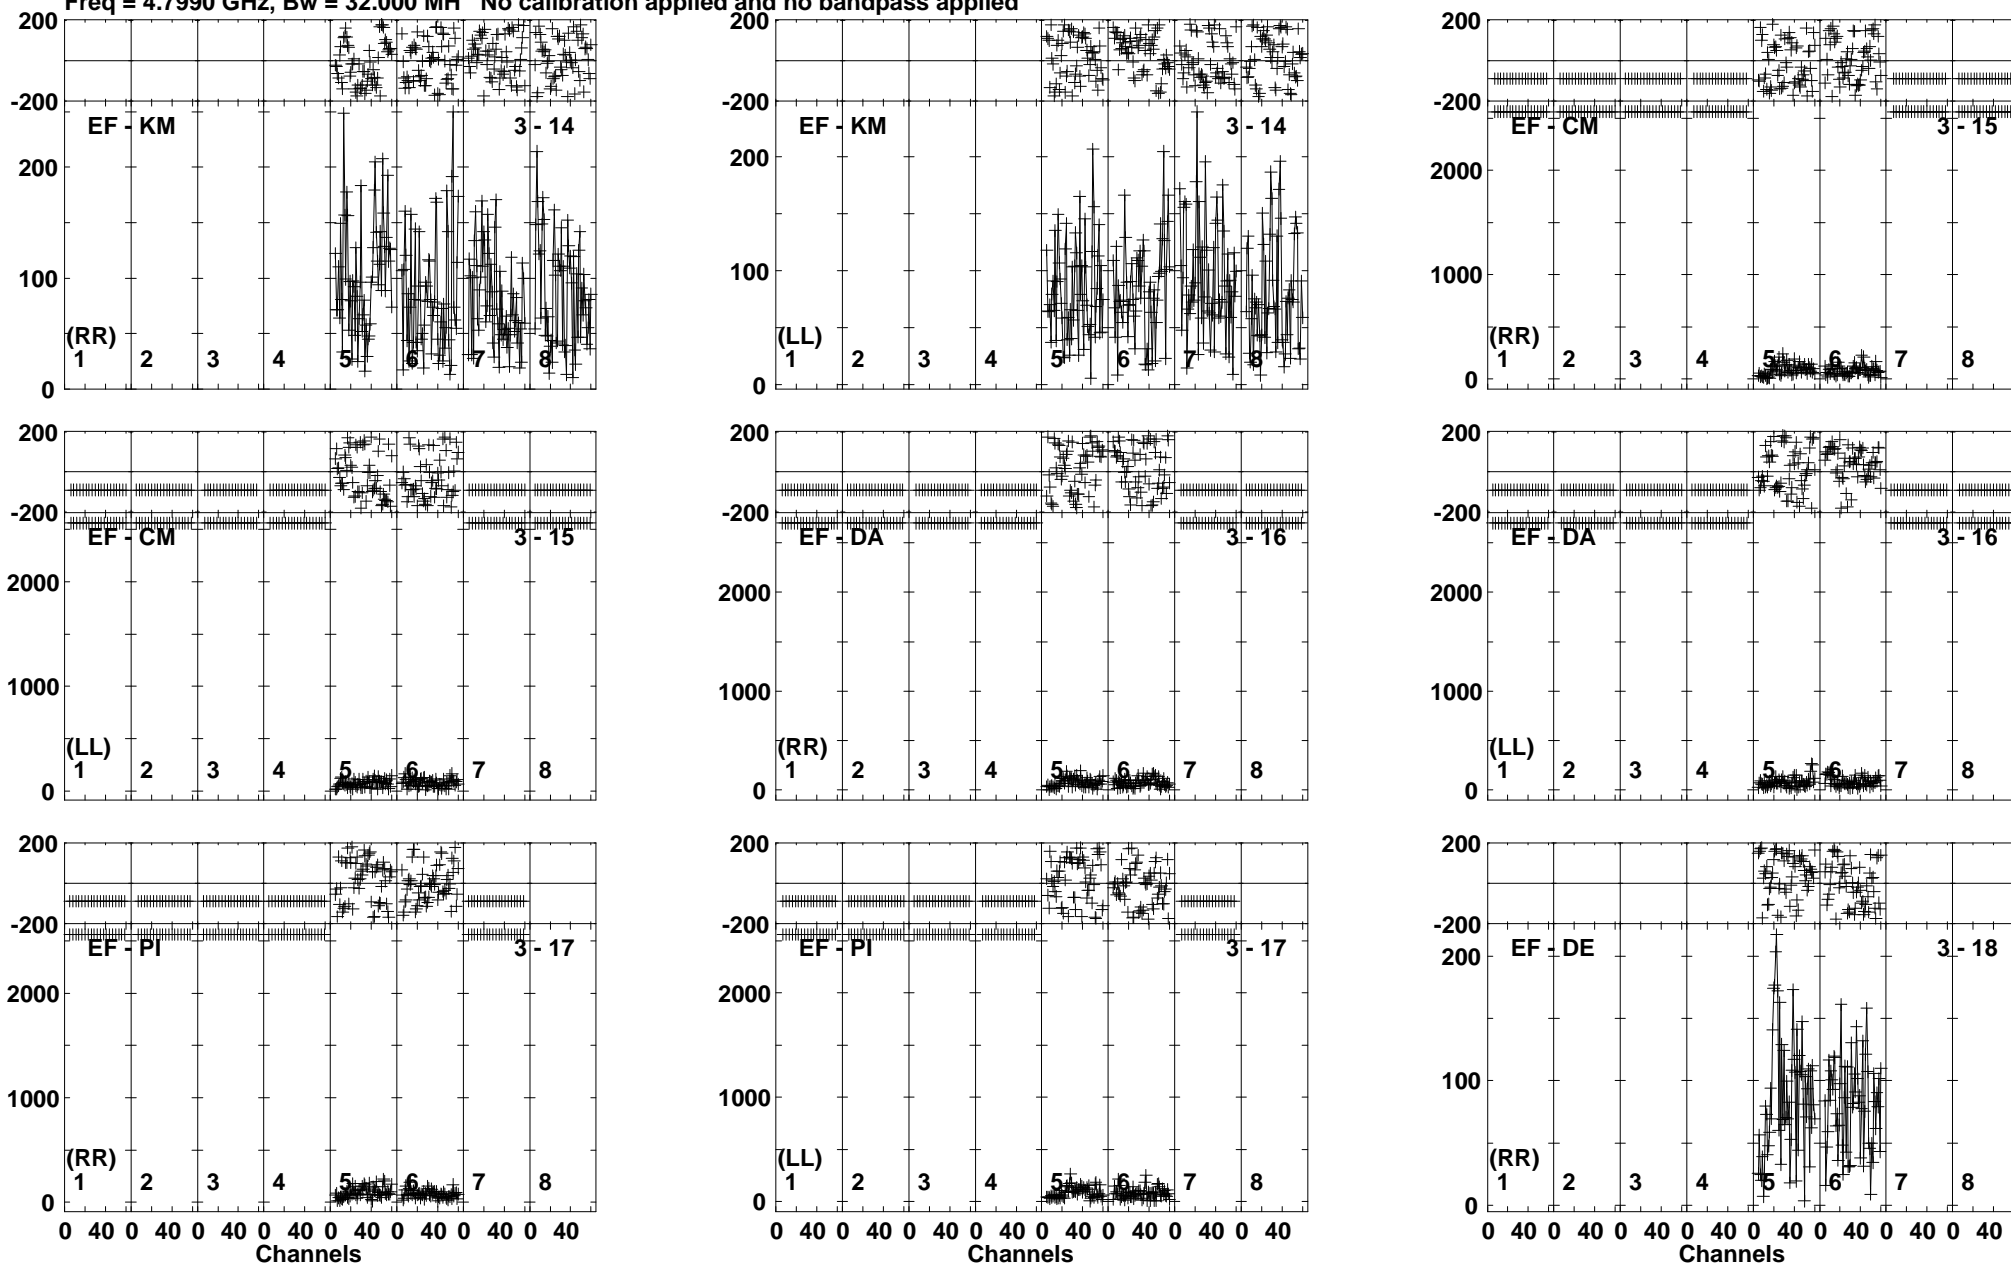 Freq = 4.7990 GHz, Bw = 32.000 MH No calibration applied and no bandpass applied
200 200 200
-200 -200 -200
EF - KM 3 - 14 EF - KM 3 - 14 EF - CM 3 - 15
200 200 2000
100 100 1000
(RR) (LL) (RR)
1 2 3 4 5 6 7 8 1 2 3 4 5 6 7 8 1 2 3 4 5 6 7 8
0 0 0
200 200 200
-200 -200 -200
EF - CM 3 - 15 EF - DA 3 - 16 EF - DA 3 - 16
2000 2000 2000
1000 1000 1000
(LL) (RR) (LL)
1 2 3 4 5 6 7 8 1 2 3 4 5 6 7 8 1 2 3 4 5 6 7 8
0 0 0
200 200 200
-200 -200 -200
EF - PI 3 - 17 EF - PI 3 - 17 EF - DE 3 - 18
2000 2000 200
1000 1000 100
(RR) (LL) (RR)
1 2 3 4 5 6 7 8 1 2 3 4 5 6 7 8 1 2 3 4 5 6 7 8
0 0 0
0 40 0 40 0 40 0 40 0 40 0 40 0 40 0 40 0 40 0 40 0 40 0 40 0 40 0 40 0 40 0 40 0 40 0 40 0 40 0 40 0 40 0 40 0 40 0 40
Channels Channels Channels